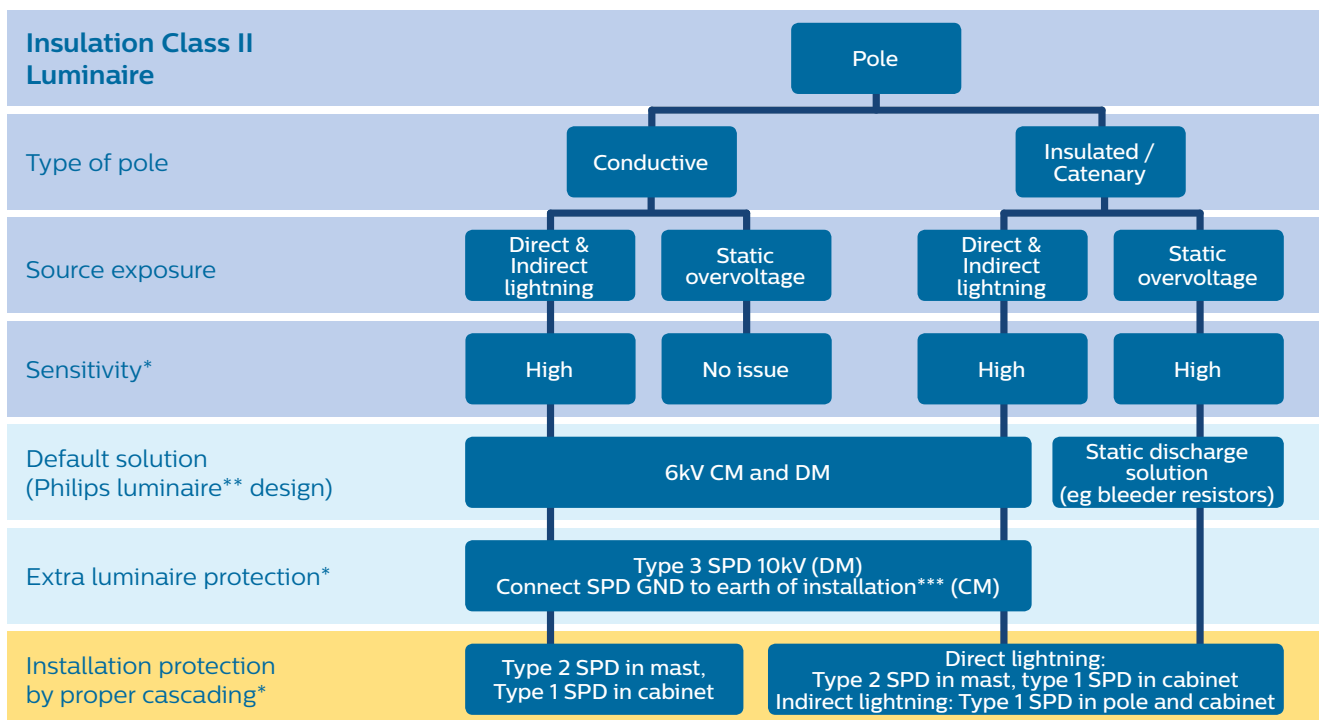 Insulation Class II
Luminaire
Pole
Type of pole
Conductive
Insulated /
Catenary
Source exposure
Direct &
Indirect
lightning
Static
overvoltage
Direct &
Indirect
lightning
Static
overvoltage
Sensitivity*
High
No issue
High
High
Default solution
(Philips luminaire** design)
6kV CM and DM
Static discharge
solution
(eg bleeder resistors)
Extra luminaire protection*
Type 3 SPD 10kV (DM)
Connect SPD GND to earth of installation*** (CM)
Installation protection
by proper cascading*
Type 2 SPD in mast,
Type 1 SPD in cabinet
Direct lightning:
Type 2 SPD in mast, type 1 SPD in cabinet
Indirect lightning: Type 1 SPD in pole and cabinet